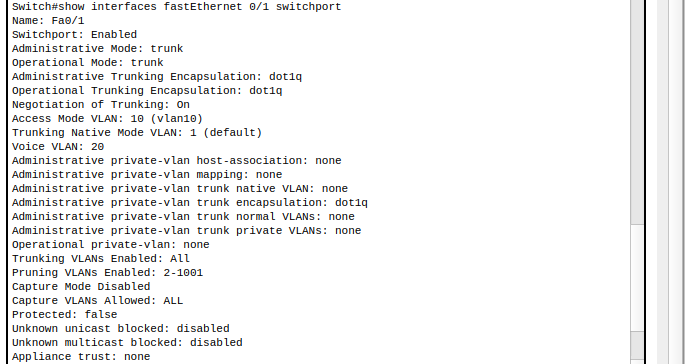 Switch#show interfaces fastEthernet 0/1 switchport
Name: Fa0/1
Switchport: Enabled
Administrative Mode: trunk
Operational Mode: trunk
Administrative Trunking Encapsulation: dot1q
Operational Trunking Encapsulation: dot1q
Negotiation of Trunking: On
Access Mode VLAN: 10 (vlan10)
Trunking Native Mode VLAN: 1 (default)
Voice VLAN: 20
Administrative private-vlan host-association: none
Administrative private-vlan mapping: none
Administrative private-vlan trunk native VLAN: none
Administrative private-vlan trunk encapsulation: dot1q
Administrative private-vlan trunk normal VLANs: none
Administrative private-vlan trunk private VLANs: none
Operational private-vlan: none
Trunking VLANs Enabled: All
Pruning VLANs Enabled: 2-1001
Capture Mode Disabled
Capture VLANs Allowed: ALL
Protected: false
Unknown unicast blocked: disabled
Unknown multicast blocked: disabled
Appliance trust: none